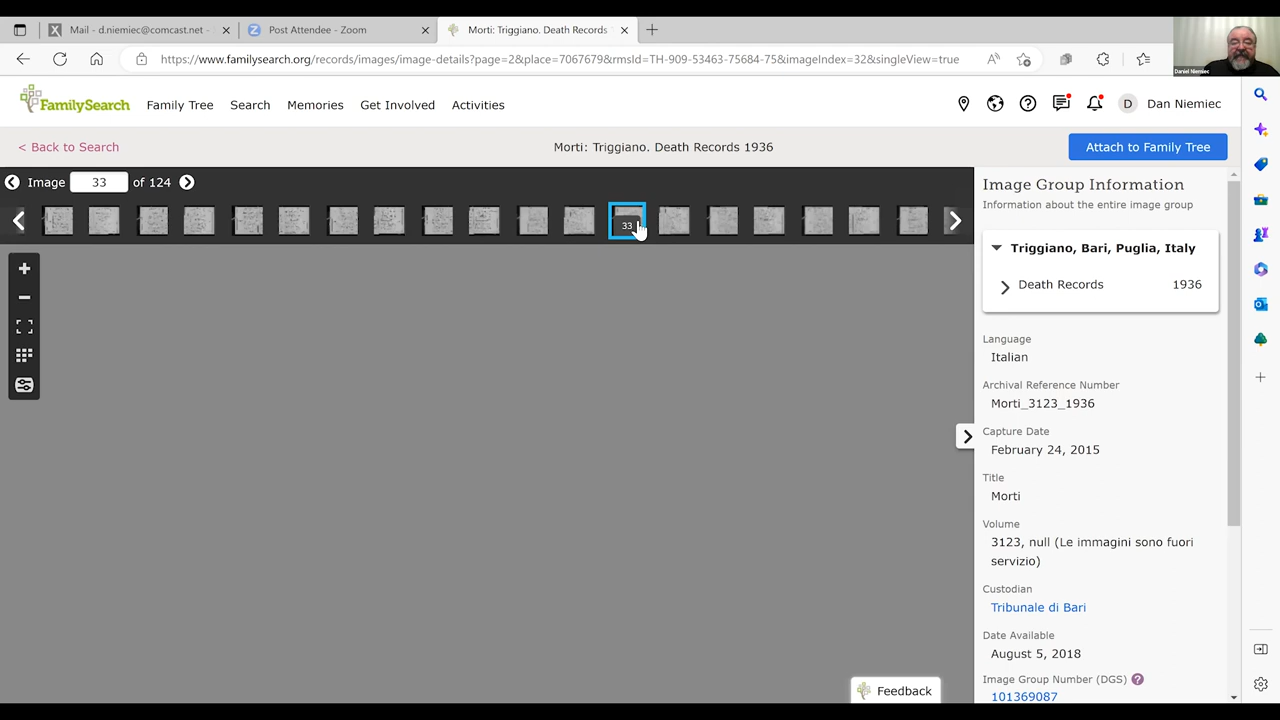 Mail - d.niemiec@comcast.net -
Post Attendee - Zoom
Morti: Triggiano. Death Records
https://www.familysearch.org/records/images/image-details?page=2&place=7067679&rmsId=TH-909-53463-75684-75&imageIndex=32&singleView=true
Daniel Niemiec
FamilySearch
Family Tree
Search
Memories
Get Involved
Activities
D
Dan Niemiec
< Back to Search
Morti: Triggiano. Death Records 1936
Attach to Family Tree
Image 33 of 124
33
Image Group Information
Information about the entire image group
Triggiano, Bari, Puglia, Italy
Death Records 1936
Language
Italian
Archival Reference Number
Morti_3123_1936
Capture Date
February 24, 2015
Title
Morti
Volume
3123, null (Le immagini sono fuori
servizio)
Custodian
Tribunale di Bari
Date Available
August 5, 2018
Image Group Number (DGS) ?
101369087
Feedback